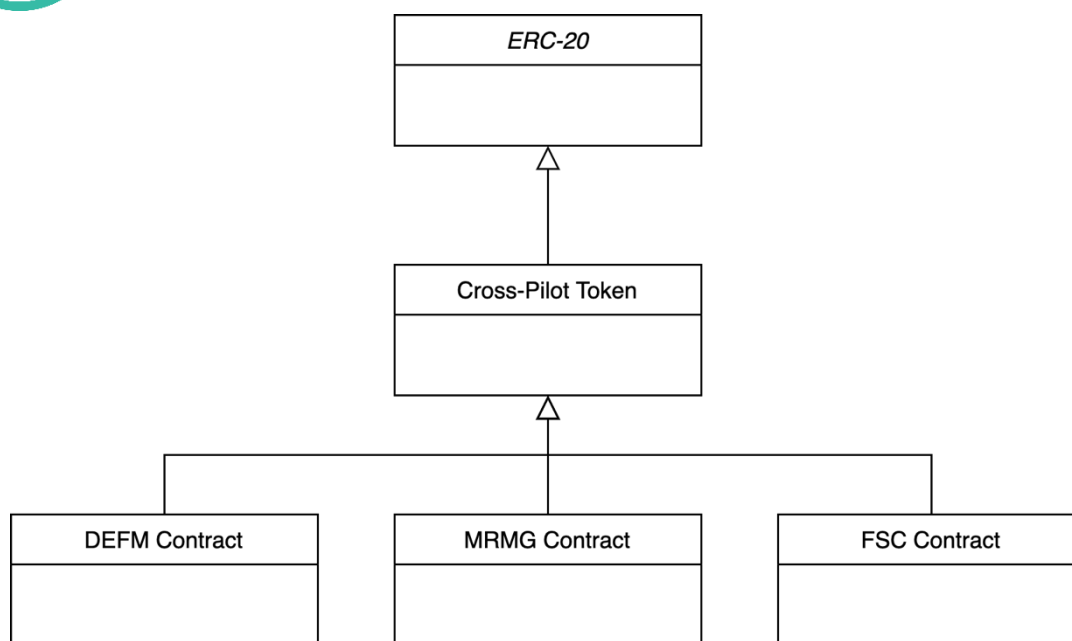 ERC-20
Cross-Pilot Token
DEFM Contract
MRMG Contract
FSC Contract